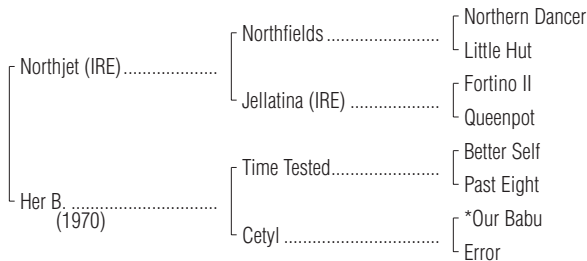 Northern Dancer
Northfields ....................
Little Hut
Northjet (IRE) .................
Fortino II
Jellatina (IRE) ................
Queenpot
Better Self
Time Tested ....................
Past Eight
Her B. .........................
(1970)
*Our Babu
Cetyl ..........................
Error